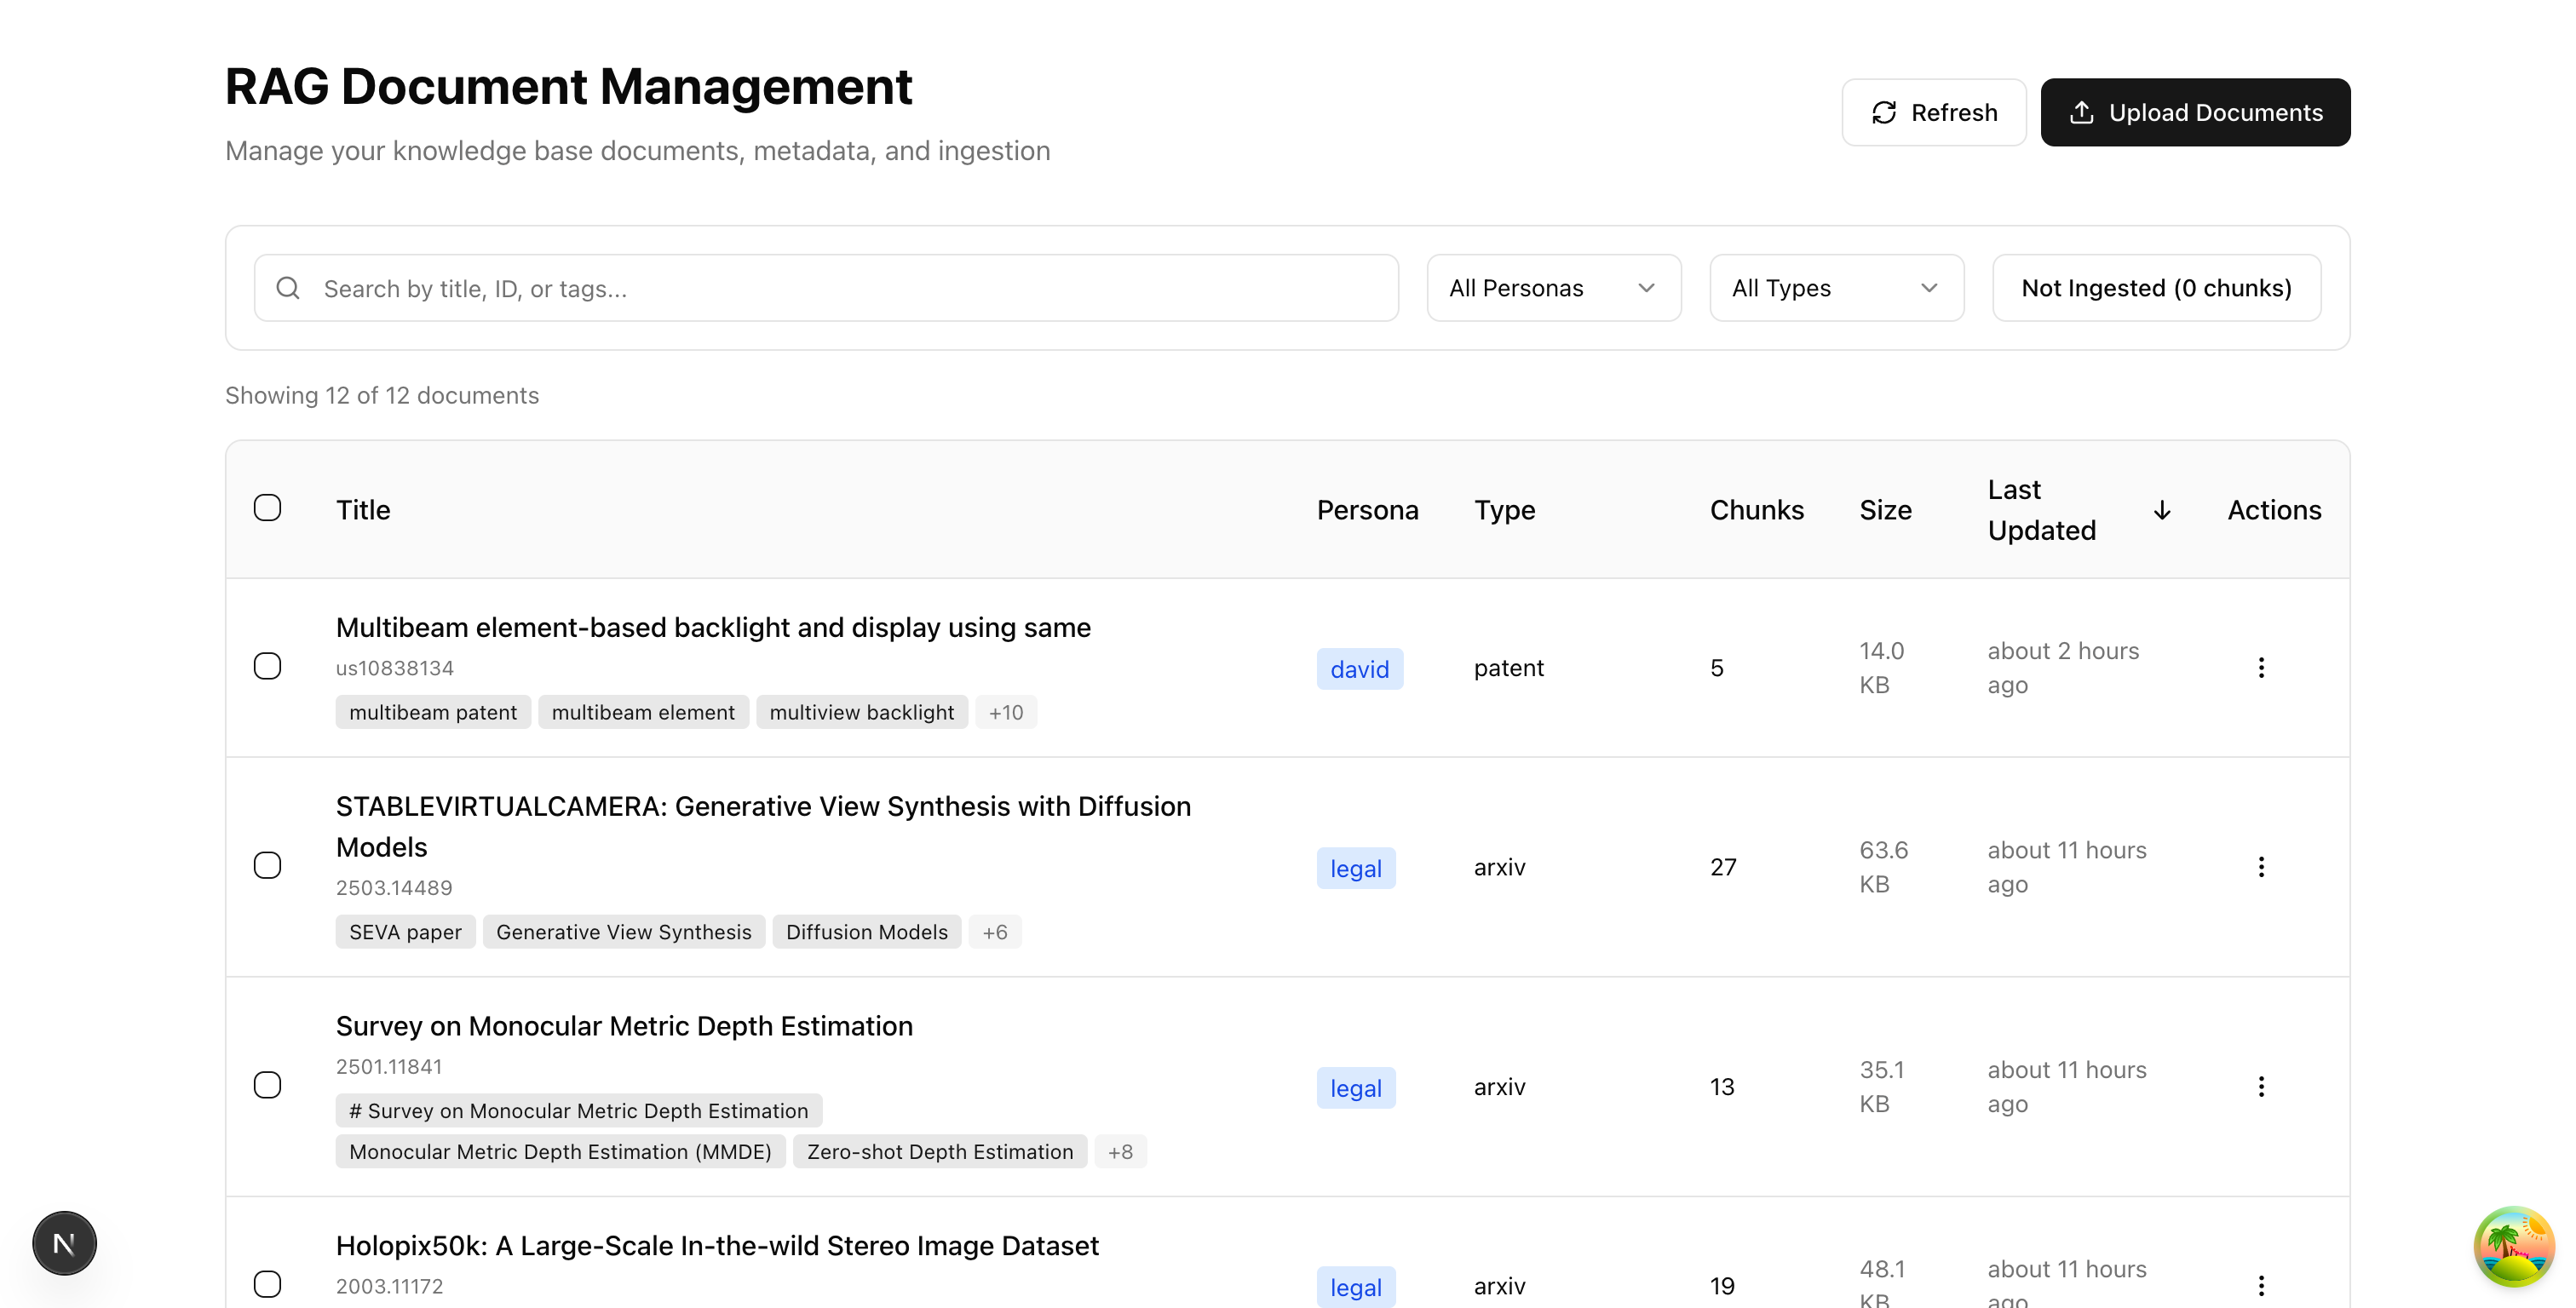 RAG Document Management
Manage your knowledge base documents, metadata, and ingestion
Refresh
Upload Documents
Search by title, ID, or tags...
All Personas
All Types
Not Ingested (0 chunks)
Showing 12 of 12 documents
Title
Persona
Type
Chunks
Size
Last
Updated
Actions
Multibeam element-based backlight and display using same
us10838134
multibeam patent
multibeam element
multiview backlight
+10
david
patent
5
14.0
KB
about 2 hours
ago
STABLEVIRTUALCAMERA: Generative View Synthesis with Diffusion
Models
2503.14489
SEVA paper
Generative View Synthesis
Diffusion Models
+6
legal
arxiv
27
63.6
KB
about 11 hours
ago
Survey on Monocular Metric Depth Estimation
2501.11841
# Survey on Monocular Metric Depth Estimation
Monocular Metric Depth Estimation (MMDE)
Zero-shot Depth Estimation
+8
legal
arxiv
13
35.1
KB
about 11 hours
ago
Holopix50k: A Large-Scale In-the-wild Stereo Image Dataset
2003.11172
legal
arxiv
19
48.1
KB
about 11 hours
ago
N